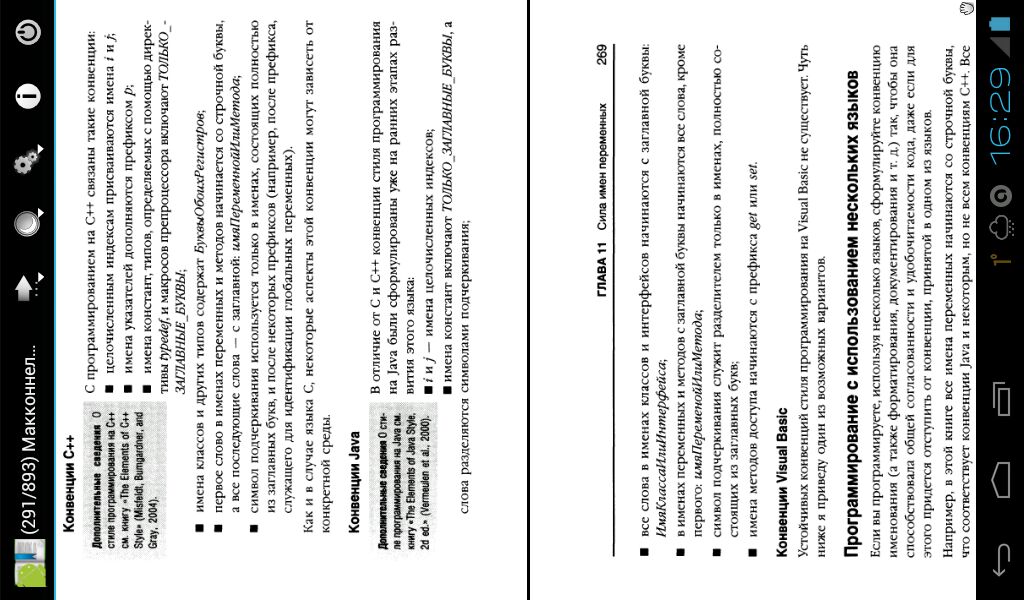 (291/893) Макконнел...
16:29
Конвенции C++
Дополнительные сведения О
стиле программирования на C++
см. книгу «The Elements of C++
Style» (Misfeldt, Bumgardner, and
Gray, 2004).
С программированием на C++ связаны такие конвенции:
■ целочисленным индексам присваиваются имена i и j;
■ имена указателей дополняются префиксом p;
■ имена констант, типов, определяемых с помощью дирек-
тивы typedef, и макросов препроцессора включают ТОЛЬКО_-
ЗАГЛАВНЫЕ_БУКВЫ;
■ имена классов и других типов содержат БуквыОбоихРегистров;
■ первое слово в именах переменных и методов начинается со строчной буквы,
а все последующие слова — с заглавной: имяПеременнойИлиМетода;
■ символ подчеркивания используется только в именах, состоящих полностью
из заглавных букв, и после некоторых префиксов (например, после префикса,
служащего для идентификации глобальных переменных).
Как и в случае языка C, некоторые аспекты этой конвенции могут зависеть от
конкретной среды.
Конвенции Java
Дополнительные сведения О сти-
ле программирования на Java см.
книгу «The Elements of Java Style,
2d ed.» (Vermeulen et al., 2000).
В отличие от C и C++ конвенции стиля программирования
на Java были сформулированы уже на ранних этапах раз-
вития этого языка:
■ i и j — имена целочисленных индексов;
■ имена констант включают ТОЛЬКО_ЗАГЛАВНЫЕ_БУКВЫ, а
слова разделяются символами подчеркивания;
ГЛАВА 11 Сила имен переменных 269
■ все слова в именах классов и интерфейсов начинаются с заглавной буквы:
ИмяКлассаИлиИнтерфейса;
■ в именах переменных и методов с заглавной буквы начинаются все слова, кроме
первого: имяПеременойИлиМетода;
■ символ подчеркивания служит разделителем только в именах, полностью со-
стоящих из заглавных букв;
■ имена методов доступа начинаются с префикса get или set.
Конвенции Visual Basic
Устойчивых конвенций стиля программирования на Visual Basic не существует. Чуть
ниже я приведу один из возможных вариантов.
Программирование с использованием нескольких языков
Если вы программируете, используя несколько языков, сформулируйте конвенцию
именования (а также форматирования, документирования и т. д.) так, чтобы она
способствовала общей согласованности и удобочитаемости кода, даже если для
этого придется отступить от конвенции, принятой в одном из языков.
Например, в этой книге все имена переменных начинаются со строчной буквы,
что соответствует конвенции Java и некоторым, но не всем конвенциям C++. Все